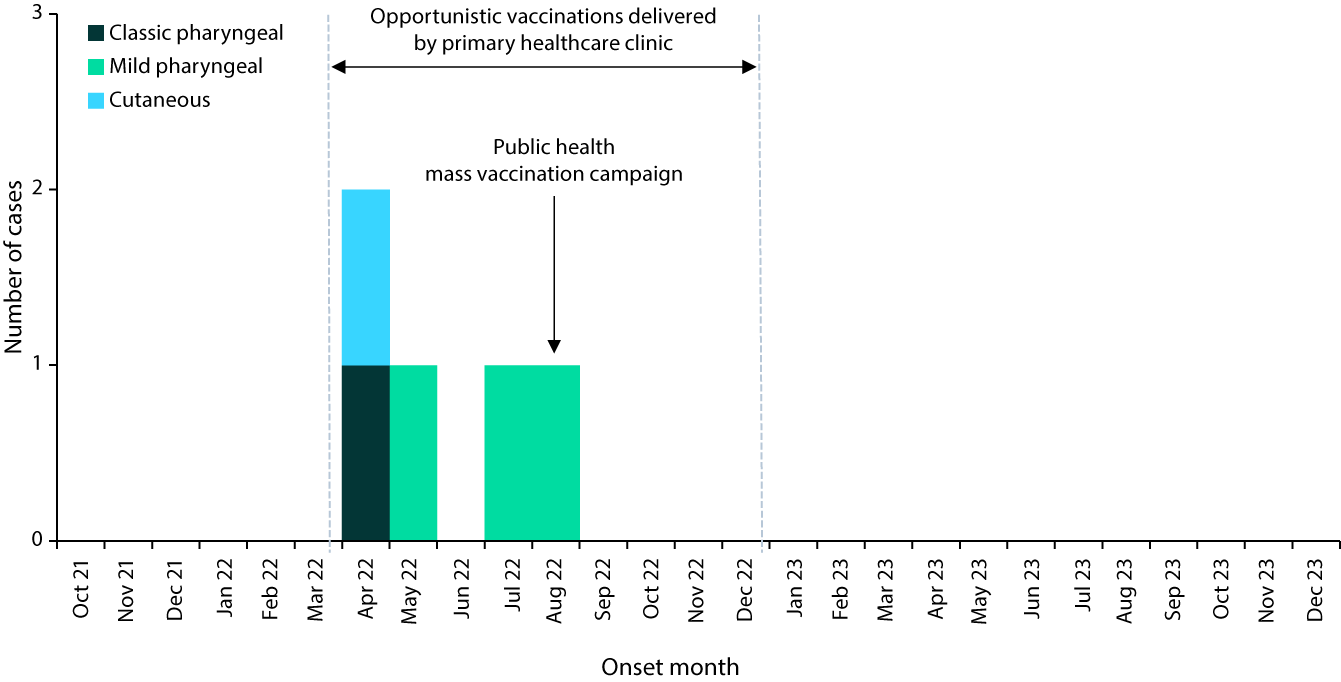 3
Classic pharyngeal
Mild pharyngeal
Cutaneous
Opportunistic vaccinations delivered
by primary healthcare clinic
Public health
mass vaccination campaign
2
1
0
Number of cases
Oct 21
Nov 21
Dec 21
Jan 22
Feb 22
Mar 22
Apr 22
May 22
Jun 22
Jul 22
Aug 22
Sep 22
Oct 22
Nov 22
Dec 22
Jan 23
Feb 23
Mar 23
Apr 23
May 23
Jun 23
Jul 23
Aug 23
Sep 23
Oct 23
Nov 23
Dec 23
Onset month